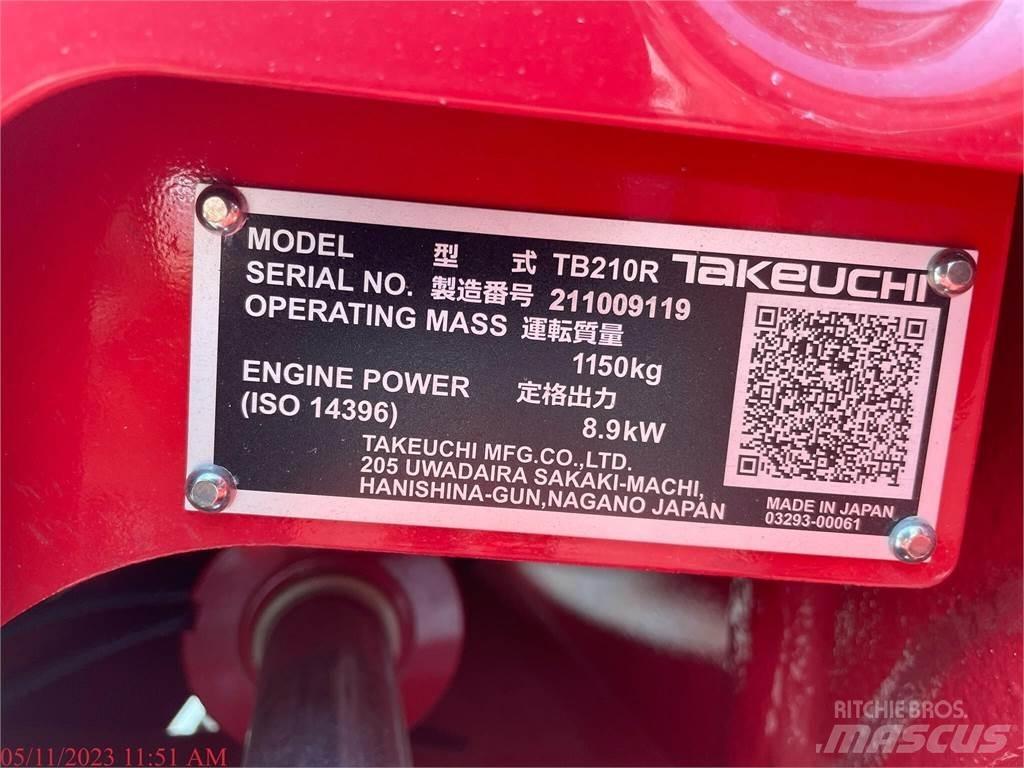 MODEL 型 式 TB210R TAKEUCHI
SERIAL NO. 製造番号 211009119
OPERATING MASS 運転質量
1150kg
ENGINE POWER 定格出力
(ISO 14396) 8.9kW
TAKEUCHI MFG.CO.,LTD.
205 UWADAIRA SAKAKI-MACHI,
HANISHINA-GUN,NAGANO JAPAN
MADE IN JAPAN
03293-00061
05/11/2023 11:51 AM
RITCHIE BROS.
MASCUS